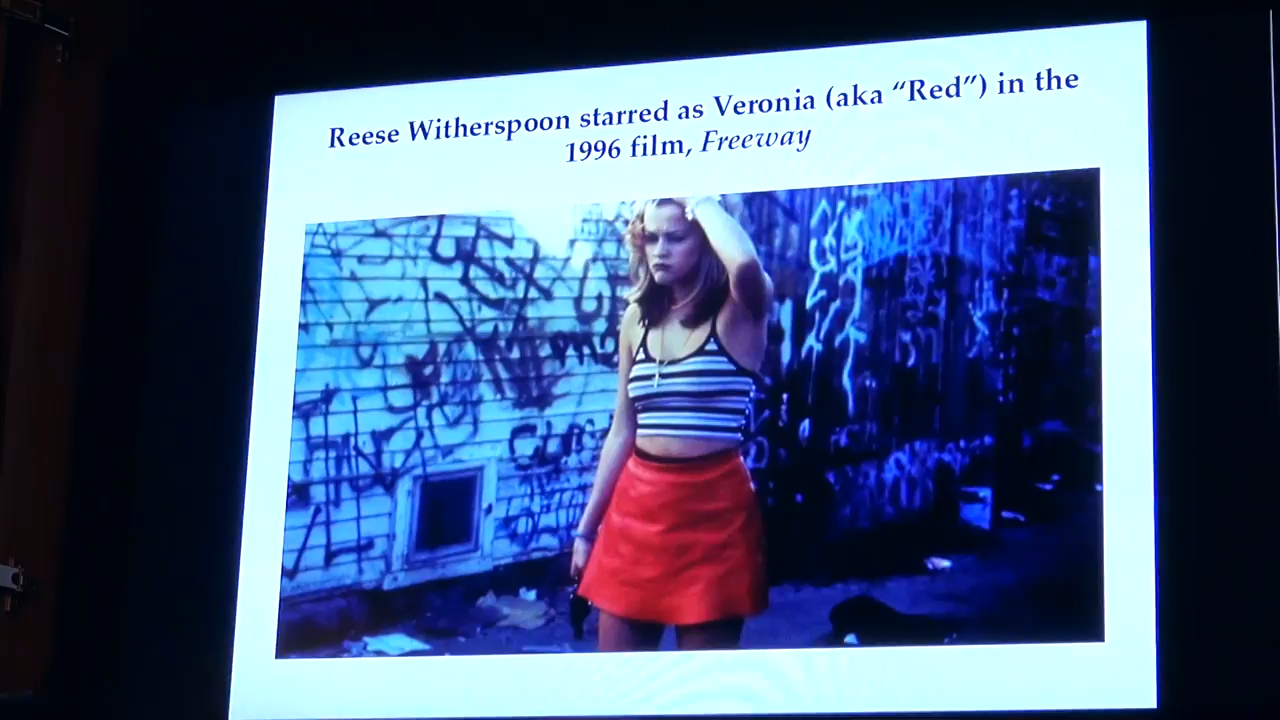 Reese Witherspoon starred as Veronia (aka “Red”) in the
1996 film, Freeway